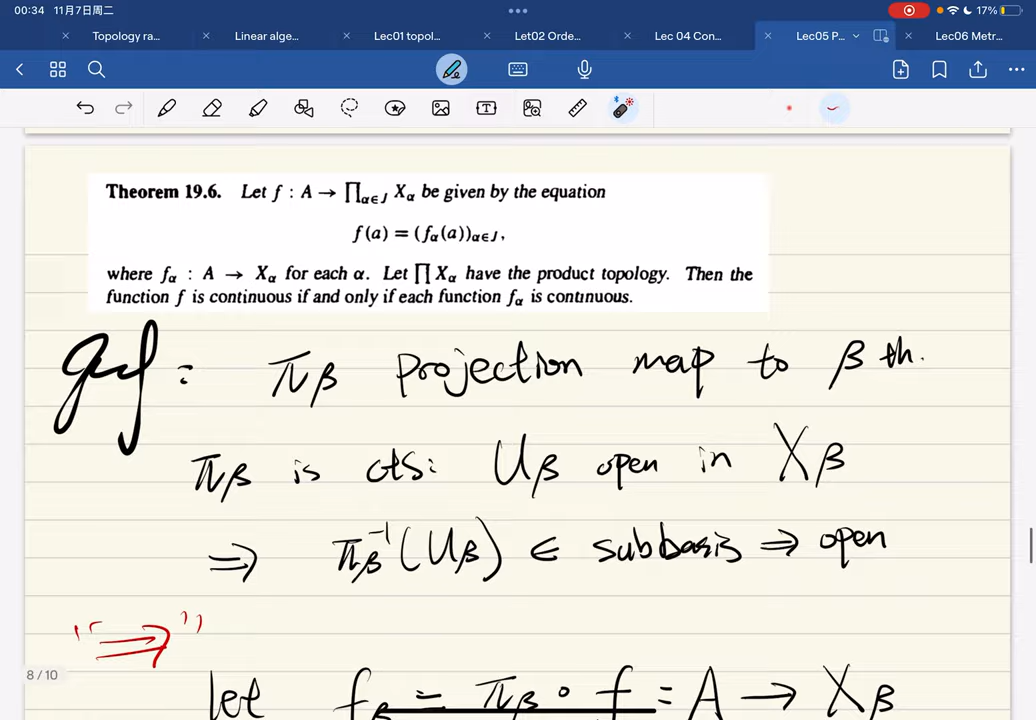 00:34 11月7日周二
17%
Topology ra...
Linear alge...
Lec01 topol...
Let02 Orde...
Lec 04 Con...
Lec05 P...
Lec06 Metr...
Theorem 19.6. Let f : A → ∏α∈J Xα be given by the equation
f(a) = (fα(a))α∈J,
where fα : A → Xα for each α. Let ∏ Xα have the product topology. Then the
function f is continuous if and only if each function fα is continuous.
πβ projection map to β th.
πβ is cts: Uβ open in Xβ
⇒ πβ⁻¹(Uβ) ∈ subbasis ⇒ open
"⇒"
8 / 10
let fβ = πβ ∘ f = A → Xβ